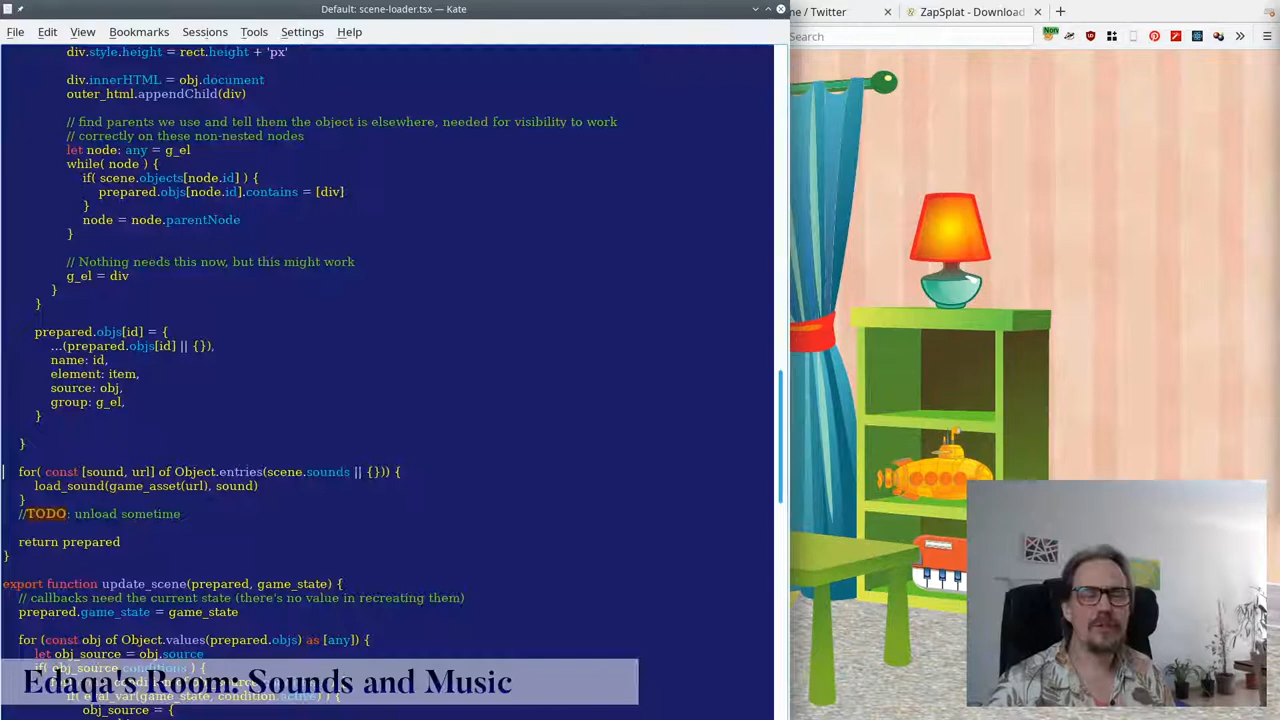 Default: scene-loader.tsx — Kate
File Edit View Bookmarks Sessions Tools Settings Help
div.style.height = rect.height + 'px'
div.innerHTML = obj.document
outer_html.appendChild(div)
// find parents we use and tell them the object is elsewhere, needed for visibility to work
// correctly on these non-nested nodes
let node: any = g_el
while( node ) {
if( scene.objects[node.id] ) {
prepared.objs[node.id].contains = [div]
}
node = node.parentNode
}
// Nothing needs this now, but this might work
g_el = div
}
}
prepared.objs[id] = {
...(prepared.objs[id] || {}),
name: id,
element: item,
source: obj,
group: g_el,
}
}
for( const [sound, url] of Object.entries(scene.sounds || {})) {
load_sound(game_asset(url), sound)
}
//TODO: unload sometime
return prepared
}
export function update_scene(prepared, game_state) {
// callbacks need the current state (there's no value in recreating them)
prepared.game_state = game_state
for (const obj of Object.values(prepared.objs) as [any]) {
let obj_source = obj.source
obj_source = {
Edaqa's Room: Sounds and Music
ne / Twitter
ZapSplat - Download
Search
Non